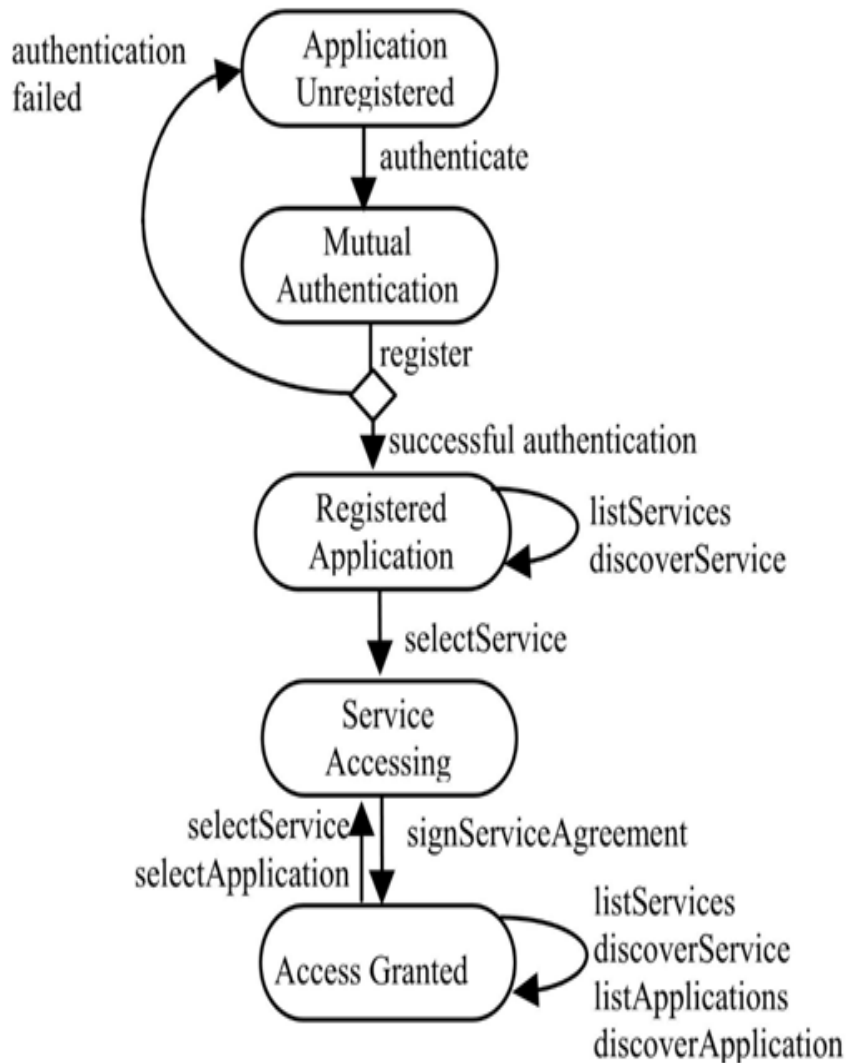 authentication
failed
Application
Unregistered
authenticate
Mutual
Authentication
register
successful authentication
Registered
Application
listServices
discoverService
selectService
Service
Accessing
selectService
selectApplication
signServiceAgreement
Access Granted
listServices
discoverService
listApplications
discoverApplication